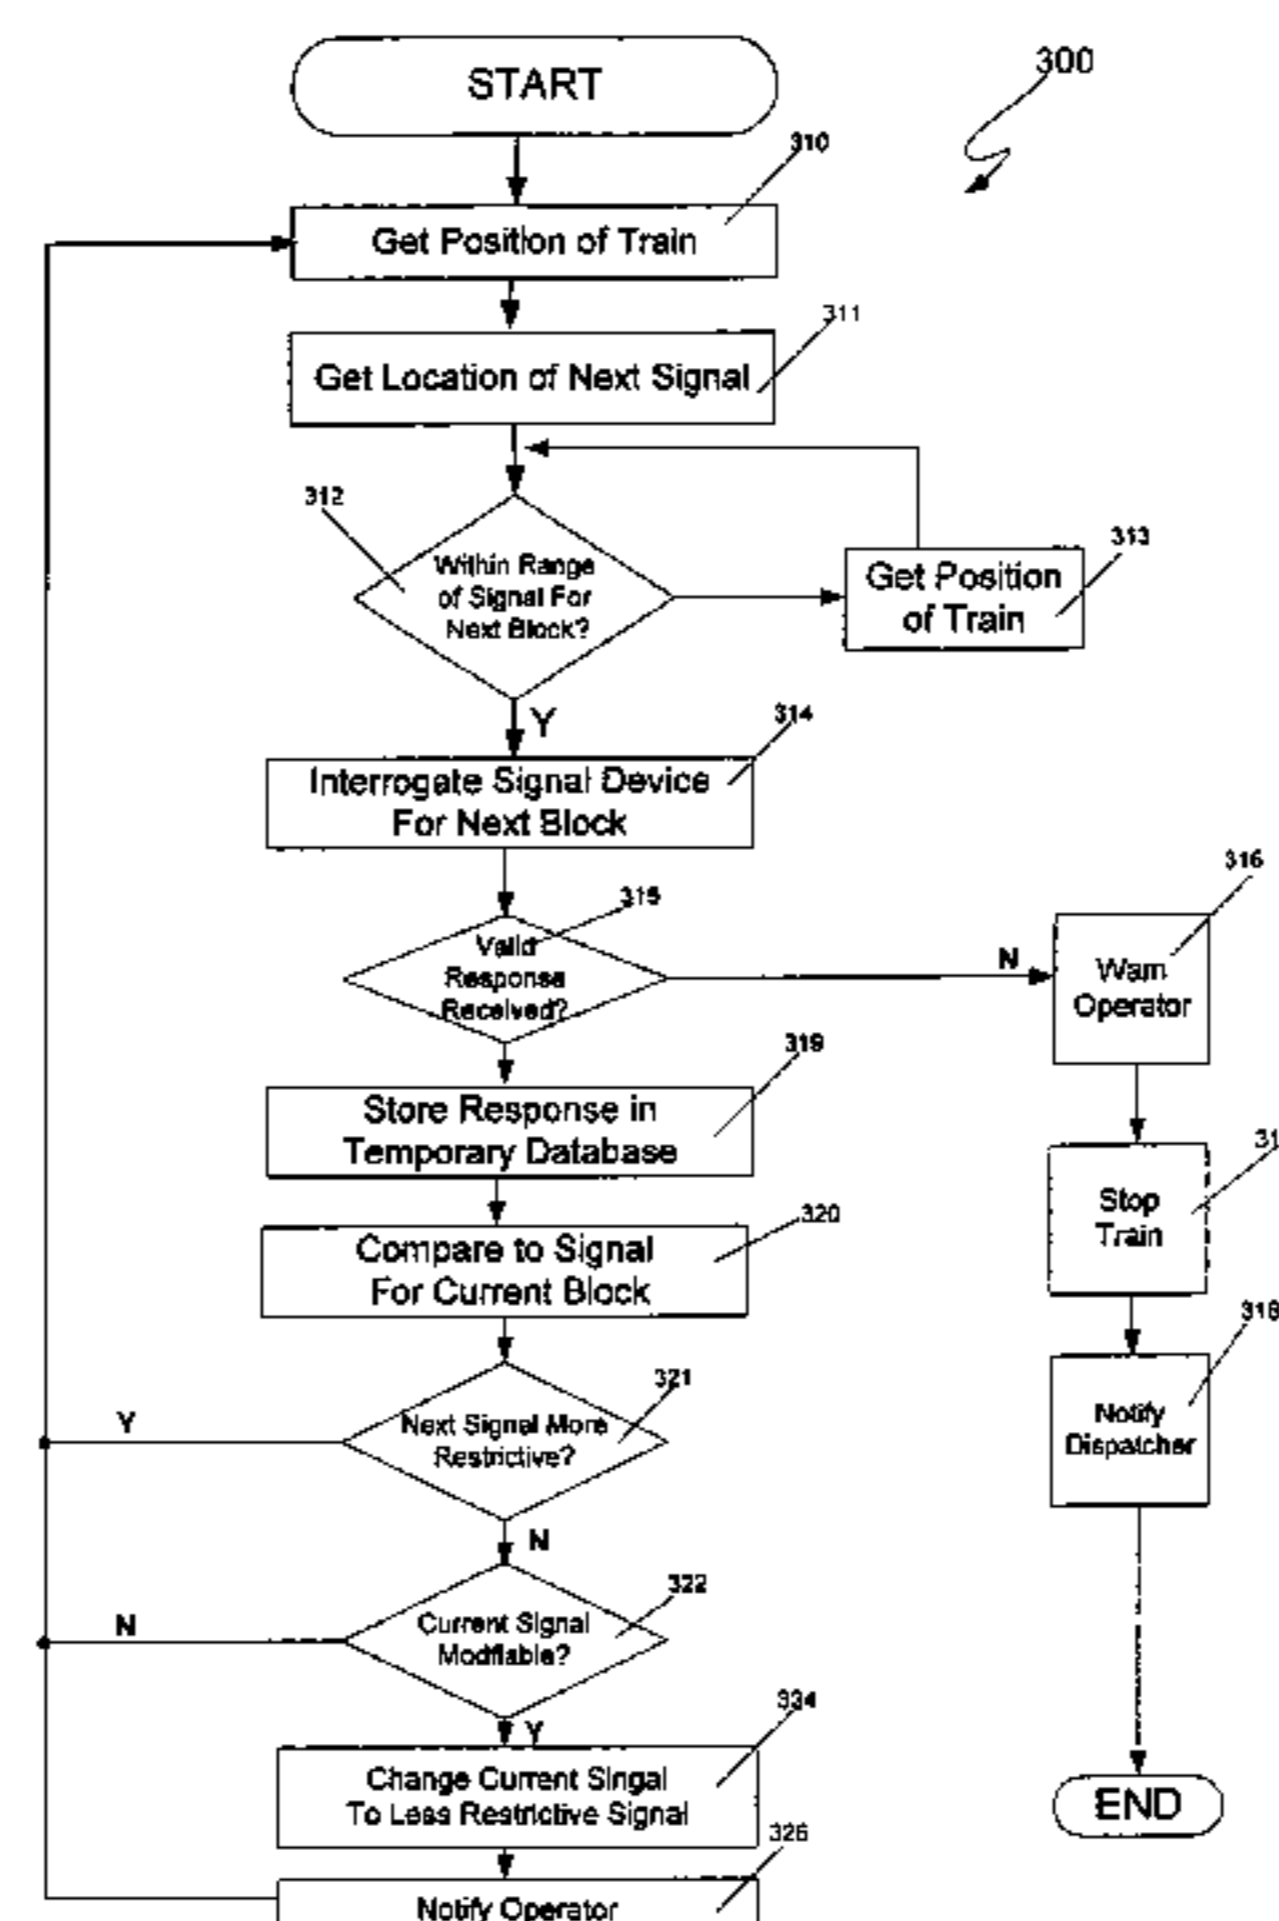 START
300
310
Get Position of Train
311
Get Location of Next Signal
312
Within Range
of Signal For
Next Block?
313
Get Position
of Train
Y
314
Interrogate Signal Device
For Next Block
315
Valid
Response
Received?
N
316
Warn
Operator
319
Store Response in
Temporary Database
31
Stop
Train
320
Compare to Signal
For Current Block
318
Notify
Dispatcher
321
Next Signal More
Restrictive?
Y
N
322
Current Signal
Modifiable?
N
Y
324
Change Current Singal
To Less Restrictive Signal
END
326
Notify Operator